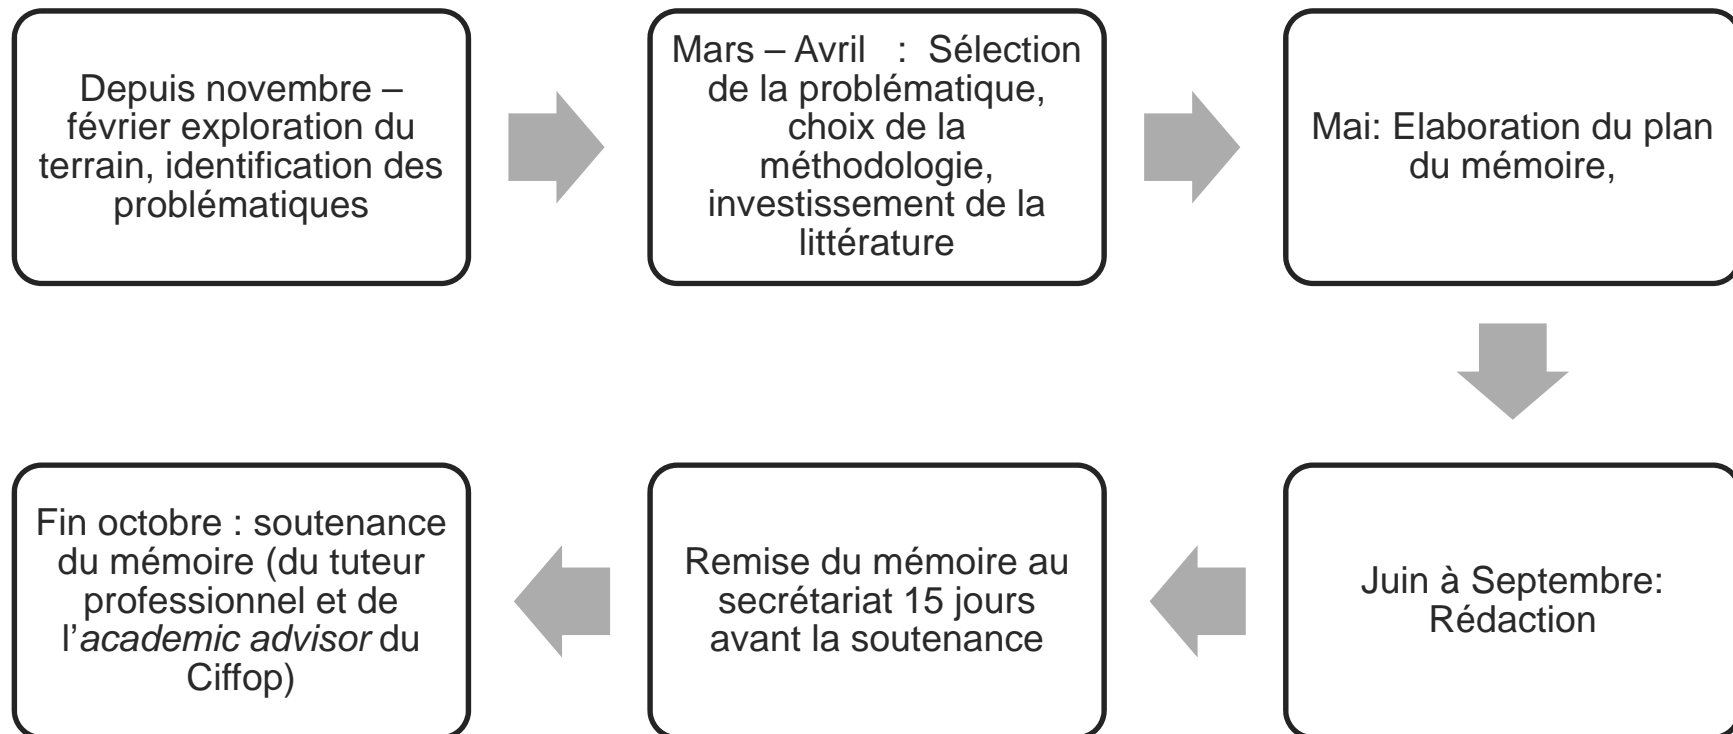 Depuis novembre –
février exploration du
terrain, identification des
problématiques
Mars – Avril : Sélection
de la problématique,
choix de la
méthodologie,
investissement de la
littérature
Mai: Elaboration du plan
du mémoire,
Juin à Septembre:
Rédaction
Remise du mémoire au
secrétariat 15 jours
avant la soutenance
Fin octobre : soutenance
du mémoire (du tuteur
professionnel et de
l’academic advisor du
Ciffop)